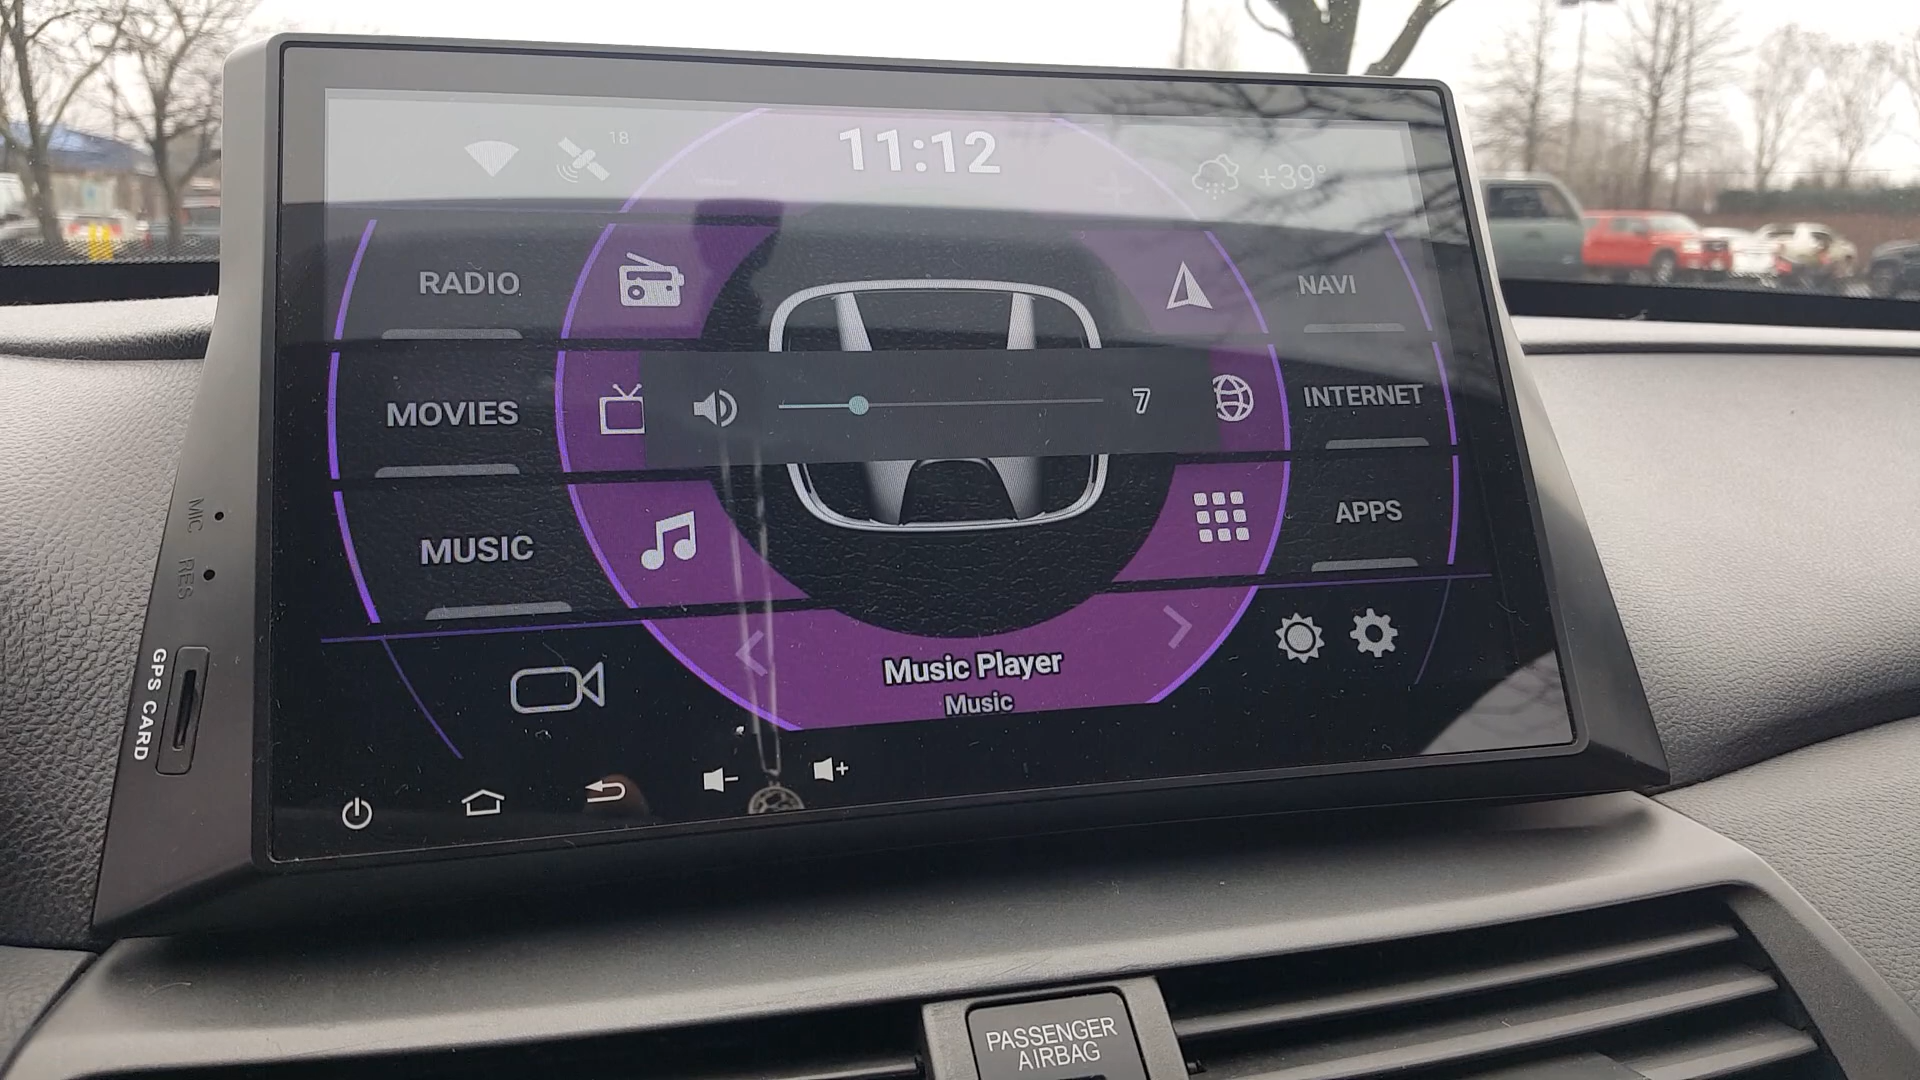 18
11:12
+39°
RADIO
NAVI
MOVIES
7
INTERNET
MUSIC
APPS
Music Player
Music
MIC
RES
GPS CARD
PASSENGER
AIRBAG